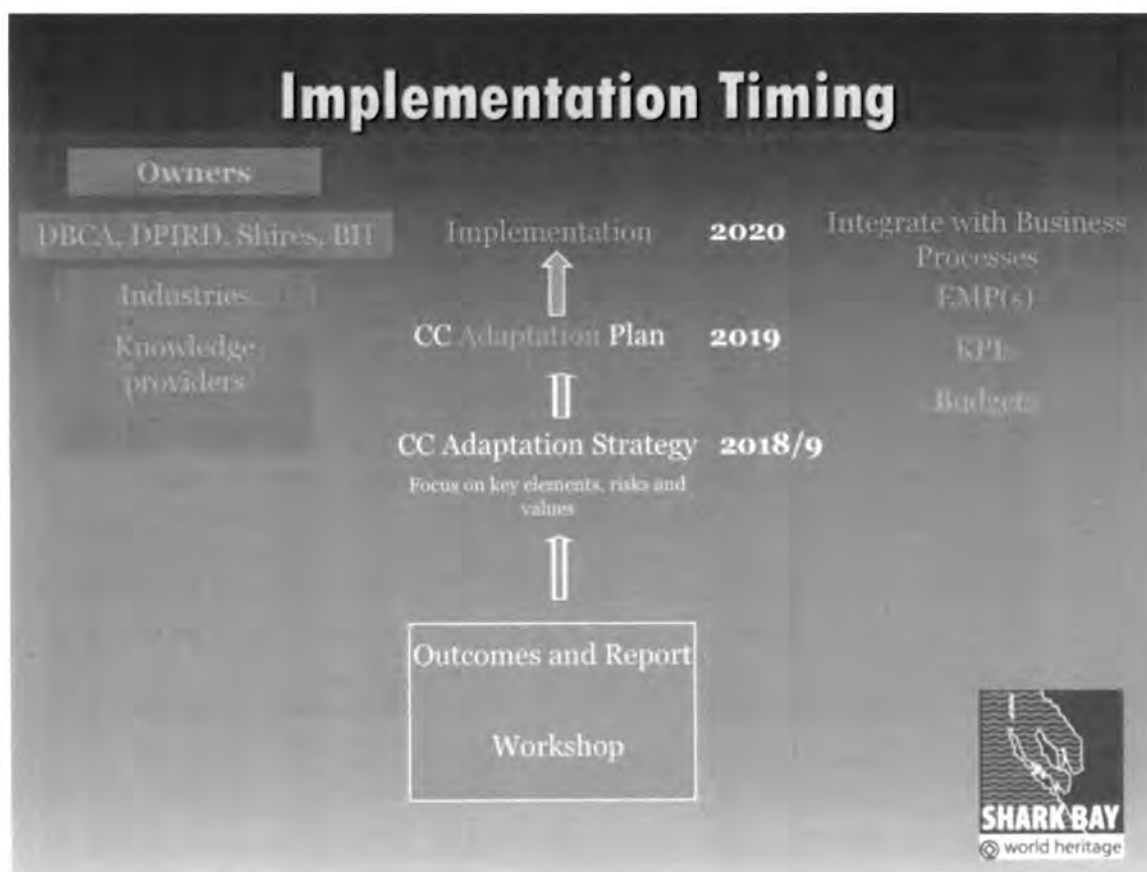 Implementation Timing
Owners
DBCA, DPIRD, Shires, BH
Industries
Knowledge
providers
Implementation 2020
CC Adaptation Plan 2019
CC Adaptation Strategy 2018/9
Focus on key elements, risks and
values
Outcomes and Report
Workshop
Integrate with Business
Processes
EMP(s)
KPIs
Budgets
SHARK BAY
world heritage